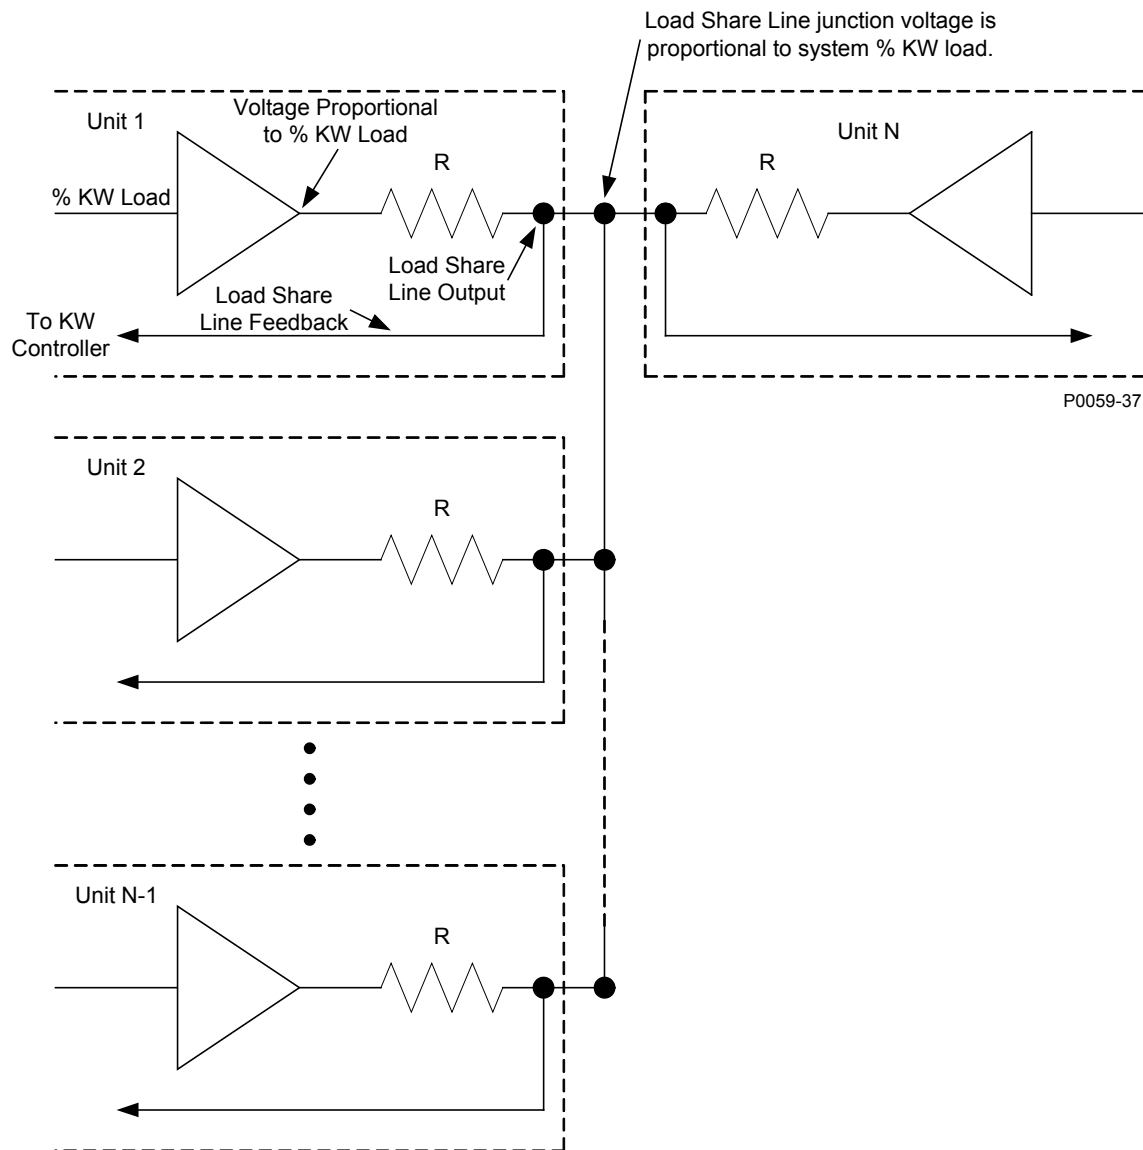 Load Share Line junction voltage is
proportional to system % KW load.
Unit 1
Voltage Proportional
to % KW Load
R
% KW Load
Load Share
Line Output
Load Share
Line Feedback
To KW
Controller
Unit N
R
P0059-37
Unit 2
R
Unit N-1
R